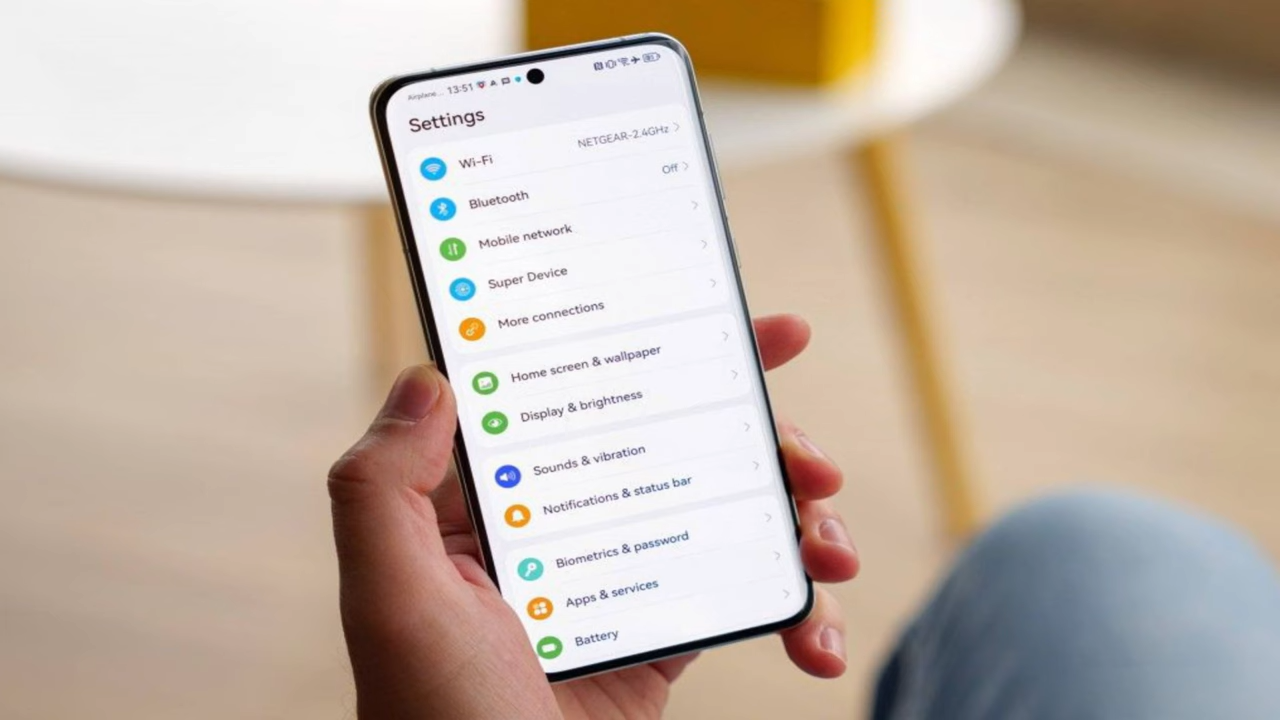 Airplane... 13:51
Settings
Wi-Fi NETGEAR-2.4GHz
Bluetooth Off
Mobile network
Super Device
More connections
Home screen & wallpaper
Display & brightness
Sounds & vibration
Notifications & status bar
Biometrics & password
Apps & services
Battery